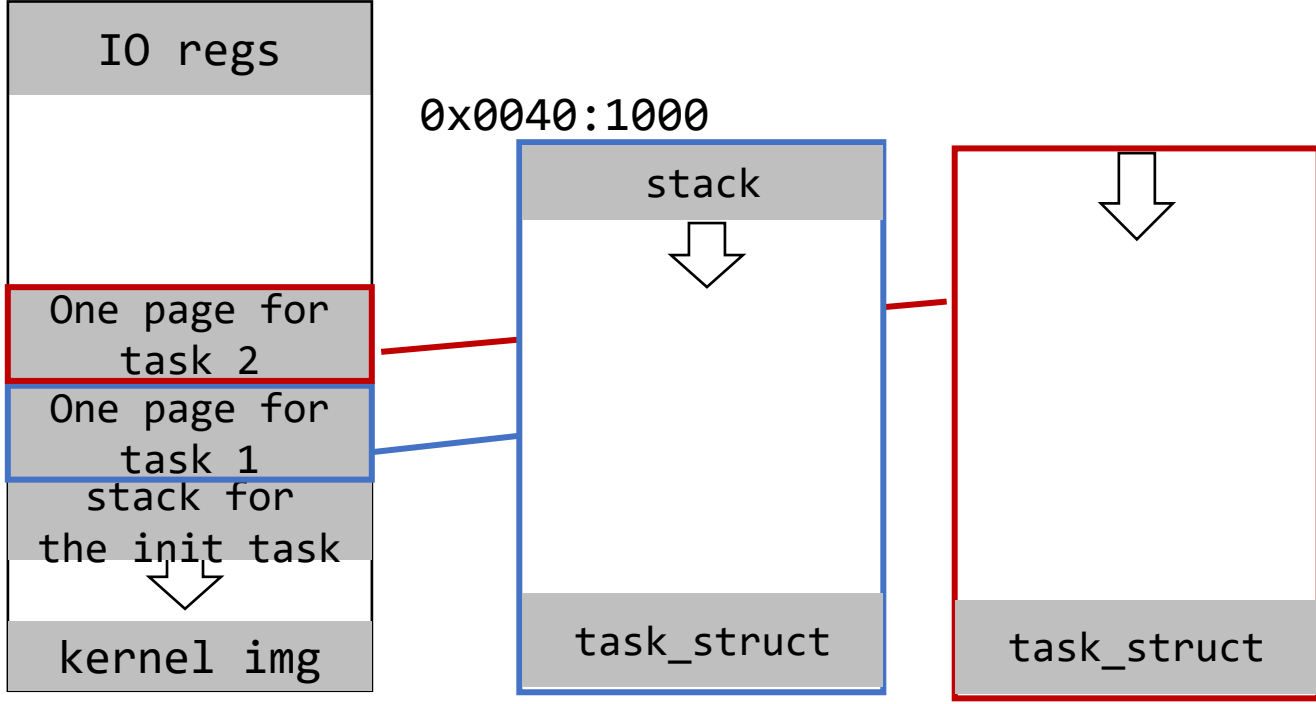 IO regs
0x0040:1000
stack
One page for
task 2
One page for
task 1
stack for
the init task
kernel img
task_struct
task_struct